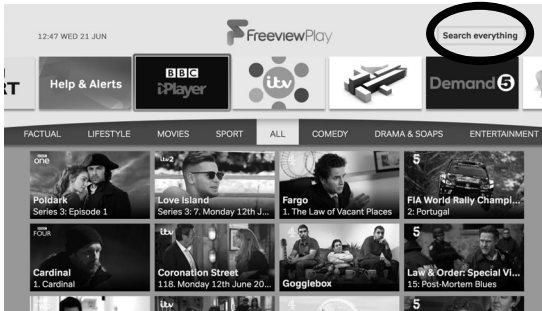 12:47 WED 21 JUN
FreeviewPlay
Search everything
RT
Help & Alerts
BBC
iPlayer
itv
Demand 5
FACTUAL LIFESTYLE MOVIES SPORT ALL COMEDY DRAMA & SOAPS ENTERTAINMENT
BBC one
itv2
4
5
Poldark
Series 3: Episode 1
Love Island
Series 3: 7. Monday 12th J...
Fargo
1. The Law of Vacant Places
FIA World Rally Champi...
2: Portugal
BBC FOUR
itv
4
5
Cardinal
1. Cardinal
Coronation Street
118. Monday 12th June 20...
Gogglebox
Law & Order: Special Vi...
15: Post-Mortem Blues
itv
5